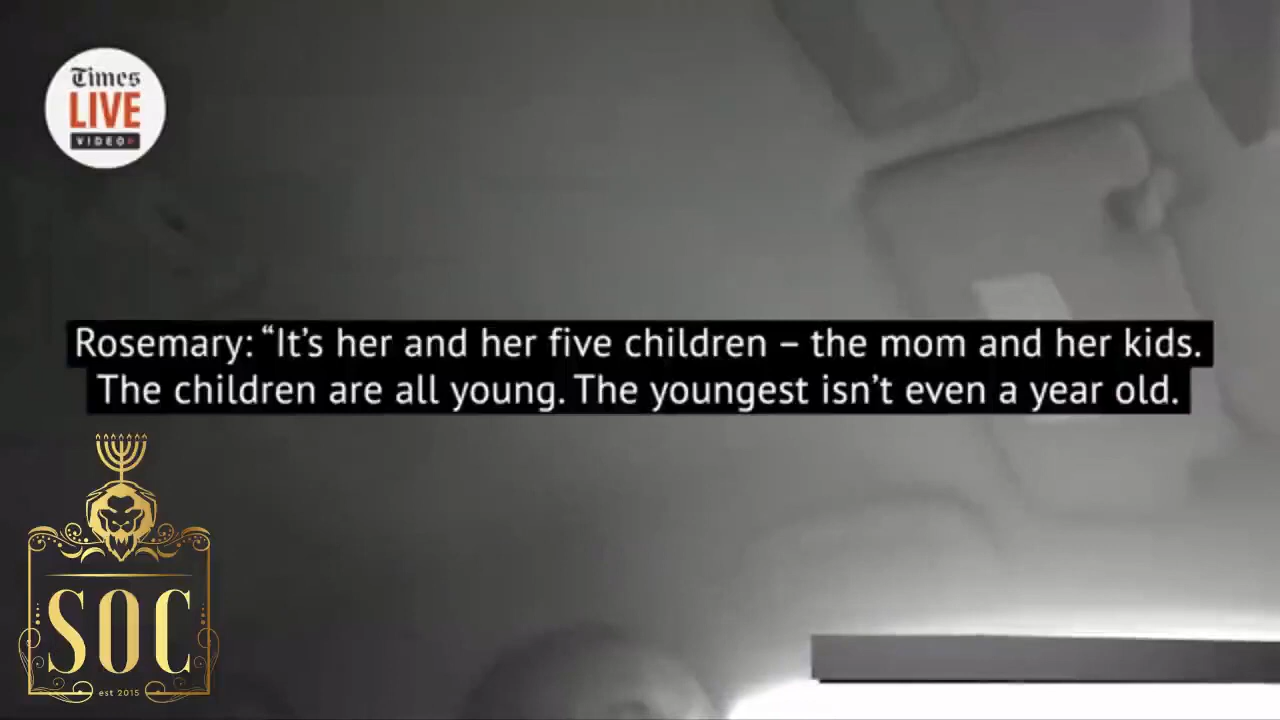 Times
LIVE
VIDEO
Rosemary: “It’s her and her five children – the mom and her kids.
The children are all young. The youngest isn’t even a year old.
SOC
est 2015